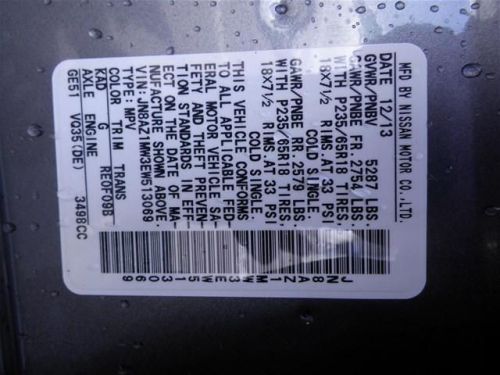 MFD BY NISSAN MOTOR CO.,LTD.
DATE 12/13
GVWR/PNBV 5281 LBS.
GAWR/PNBE FR. 2756 LBS.
WITH P235/65R18 TIRES,
18X7 1/2 RIMS, AT 33 PSI
COLD SINGLE.
GAWR/PNBE RR. 2579 LBS.
WITH P235/65R18 TIRES,
18X7 1/2 RIMS, AT 33 PSI
COLD SINGLE.
THIS VEHICLE CONFORMS
TO ALL APPLICABLE FED-
ERAL MOTOR VEHICLE SA-
FETY AND THEFT PREVEN-
TION STANDARDS IN EFF-
ECT ON THE DATE OF MA-
NUFACTURE SHOWN ABOVE.
VIN: JN8AZ1MW3EW513069
TYPE: MPV
COLOR TRIM TRANS
KAD G RE0F09B
AXLE ENGINE
GE51 VQ35(DE) 3498CC
JN8AZ1MW3EW513069